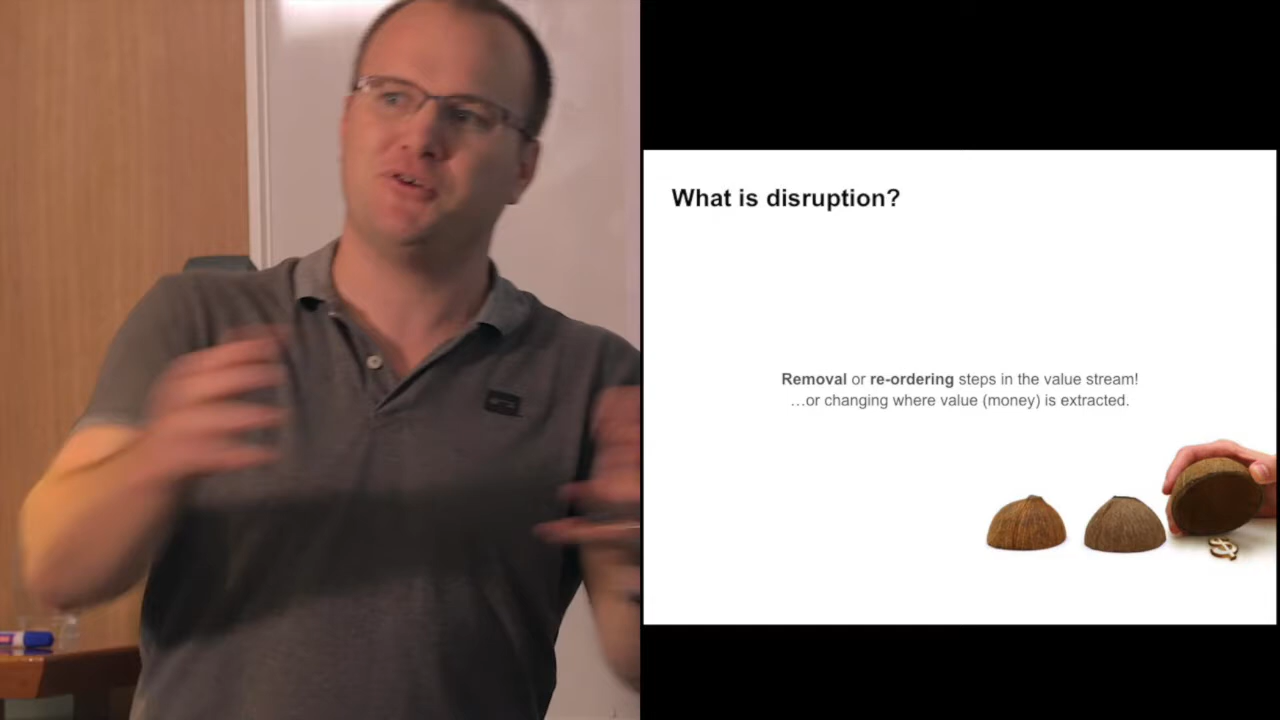 What is disruption?
Removal or re-ordering steps in the value stream!
…or changing where value (money) is extracted.
$